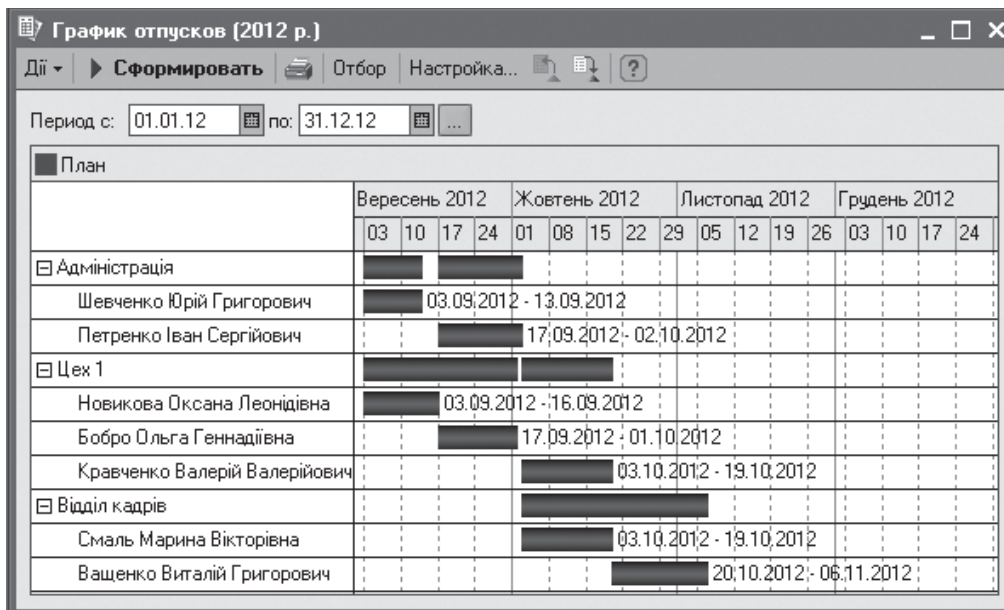 График отпусков (2012 р.)
Дії Сформировать Отбор Настройка... ?
Период с: 01.01.12 по: 31.12.12 ...
План
Вересень 2012 Жовтень 2012 Листопад 2012 Грудень 2012
03 10 17 24 01 08 15 22 29 05 12 19 26 03 10 17 24
Адміністрація
Шевченко Юрій Григорович 03.09.2012 - 13.09.2012
Петренко Іван Сергійович 17.09.2012 - 02.10.2012
Цех 1
Новикова Оксана Леонідівна 03.09.2012 - 16.09.2012
Бобро Ольга Геннадіївна 17.09.2012 - 01.10.2012
Кравченко Валерій Валерійович 03.10.2012 - 19.10.2012
Відділ кадрів
Смаль Марина Вікторівна 03.10.2012 - 19.10.2012
Ващенко Виталій Григорович 20.10.2012 - 06.11.2012